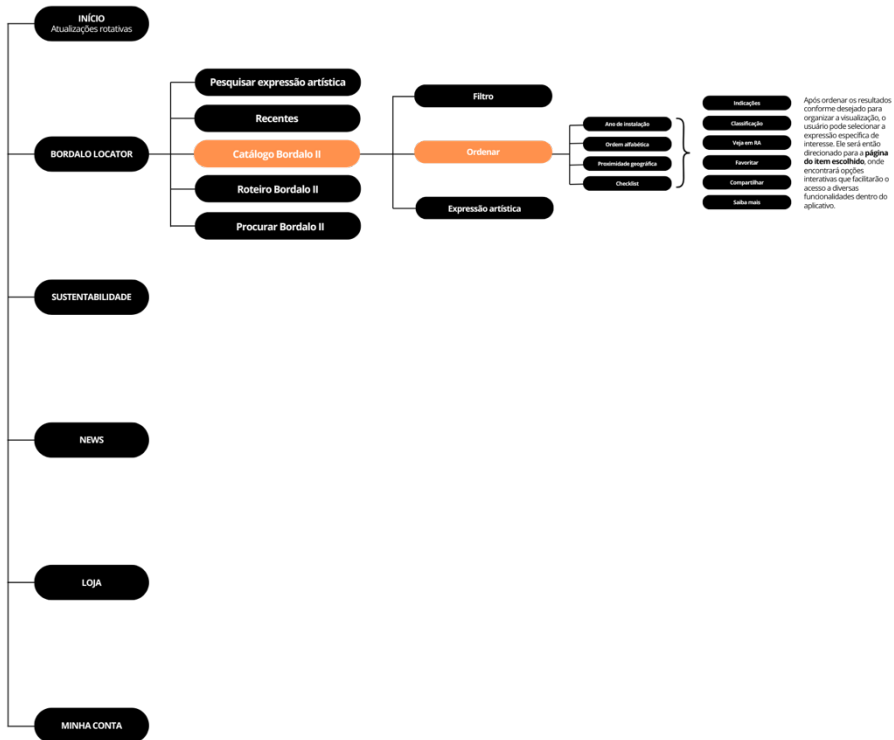 INÍCIO
Atualizações rotativas
BORDALO LOCATOR
SUSTENTABILIDADE
NEWS
LOJA
MINHA CONTA
Pesquisar expressão artística
Recentes
Catálogo Bordalo II
Roteiro Bordalo II
Procurar Bordalo II
Filtro
Ordenar
Expressão artística
Ano de instalação
Ordem alfabética
Proximidade geográfica
Checklist
Indicações
Classificação
Veja em RA
Favoritar
Compartilhar
Saiba mais
Após ordenar os resultados
conforme desejado para
organizar a visualização, o
usuário pode selecionar a
expressão específica de
interesse. Ele será então
direcionado para a página
do item escolhido, onde
encontrará opções
interativas que facilitarão o
acesso a diversas
funcionalidades dentro do
aplicativo.